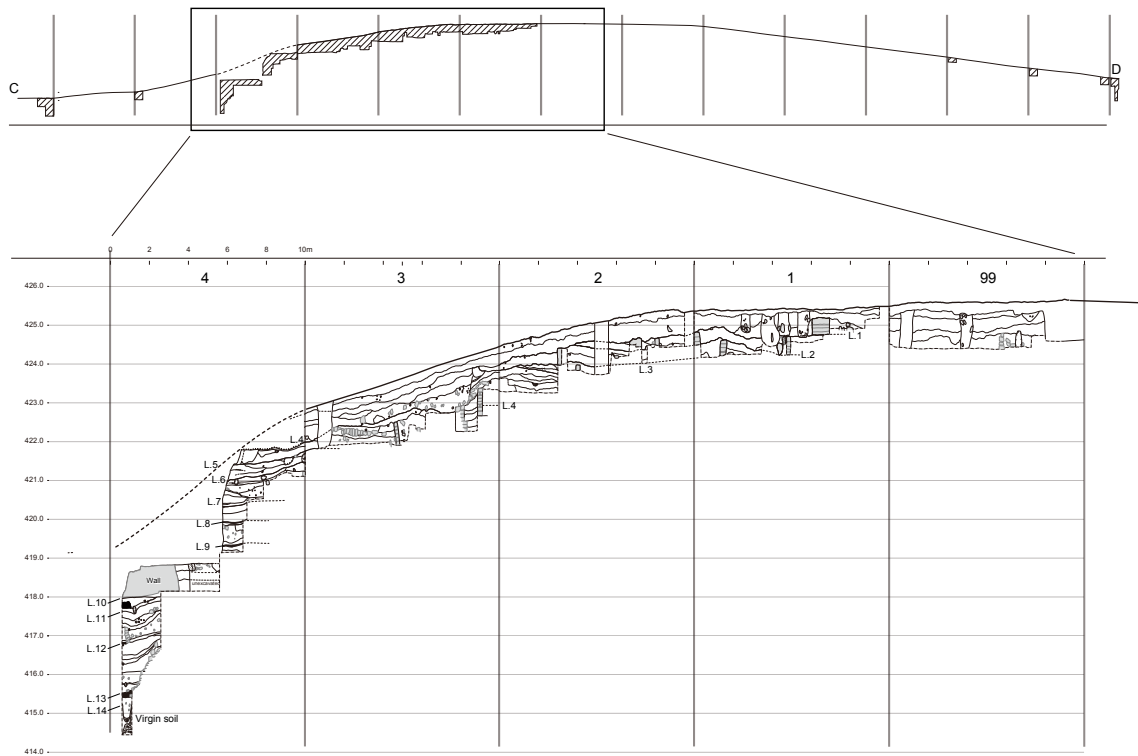 C
D
0 2 4 6 8 10m
4 3 2 1 99
426.0
425.0
L.1
L.2
424.0
L.3
423.0
L.4
422.0
L.4
L.5
421.0
L.6
L.7
420.0
L.8
L.9
419.0
Wall
unexcavated
418.0
L.10
L.11
417.0
L.12
416.0
L.13
415.0
L.14
Virgin soil
414.0